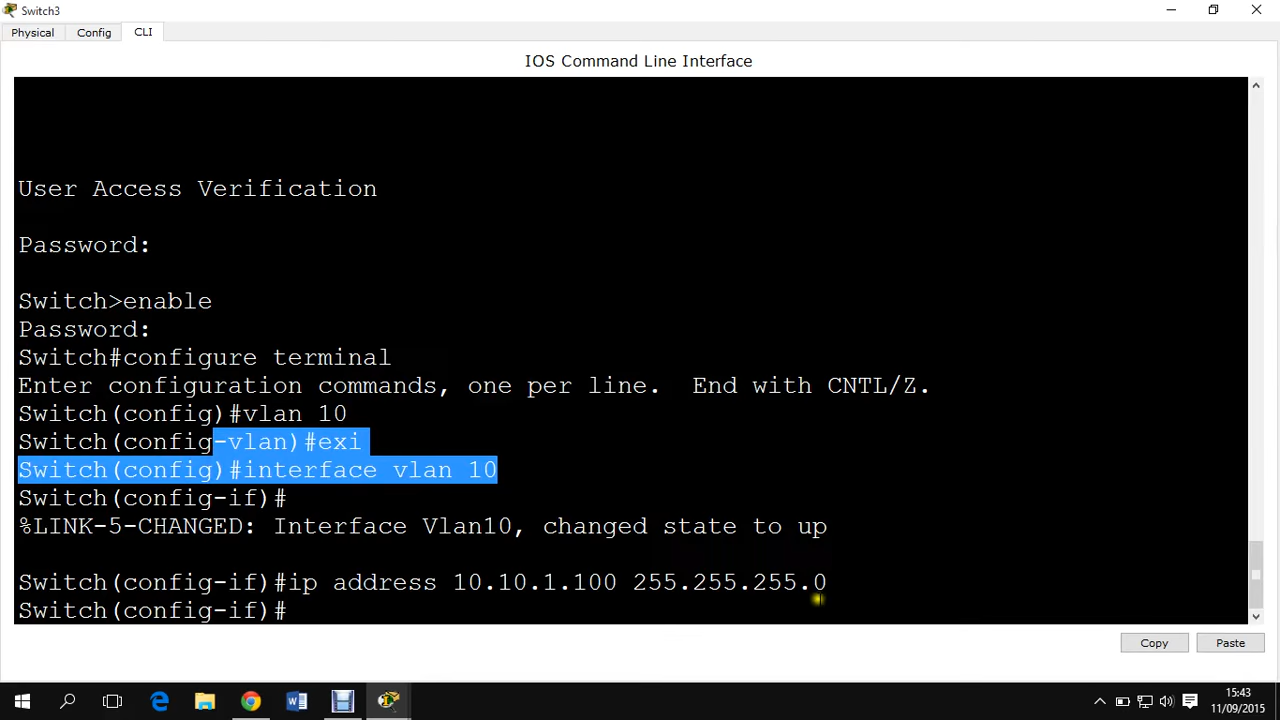 Switch3
Physical Config CLI
IOS Command Line Interface
User Access Verification
Password:
Switch>enable
Password:
Switch#configure terminal
Enter configuration commands, one per line.  End with CNTL/Z.
Switch(config)#vlan 10
Switch(config-vlan)#exi
Switch(config)#interface vlan 10
Switch(config-if)#
%LINK-5-CHANGED: Interface Vlan10, changed state to up
Switch(config-if)#ip address 10.10.1.100 255.255.255.0
Switch(config-if)#
Copy Paste
15:43
11/09/2015